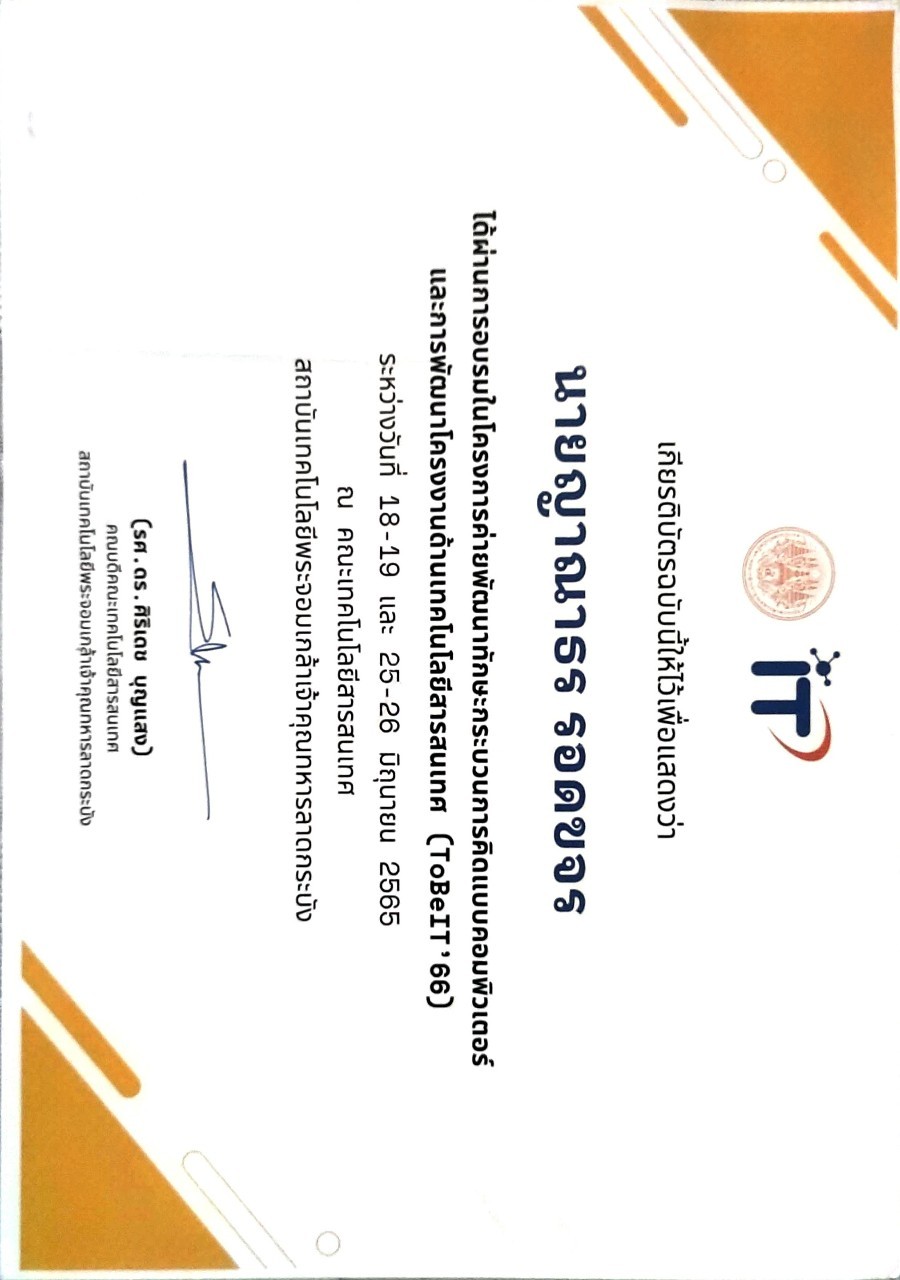 IT
เกียรติบัตรฉบับนี้ให้ไว้เพื่อแสดงว่า
นายญาณาธร รอดขจร
ได้ผ่านการอบรมในโครงการค่ายพัฒนาทักษะกระบวนการคิดแบบคอมพิวเตอร์
และการพัฒนาโครงงานด้านเทคโนโลยีสารสนเทศ (ToBeIT’66)
ระหว่างวันที่ 18-19 และ 25-26 มิถุนายน 2565
ณ คณะเทคโนโลยีสารสนเทศ
สถาบันเทคโนโลยีพระจอมเกล้าเจ้าคุณทหารลาดกระบัง
(รศ.ดร.ศิริเดช บุญแสง)
คณบดีคณะเทคโนโลยีสารสนเทศ
สถาบันเทคโนโลยีพระจอมเกล้าเจ้าคุณทหารลาดกระบัง